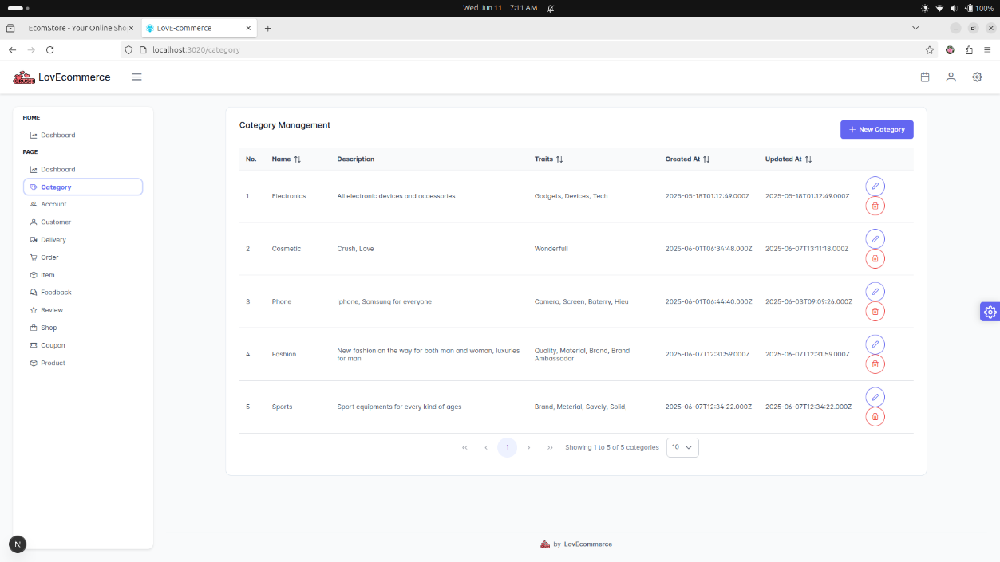 Wed Jun 11 7:11 AM
100%
EcomStore - Your Online Sho
LovE-commerce
localhost:3020/category
CRUSH
LovEcommerce
HOME
Dashboard
PAGE
Dashboard
Category
Account
Customer
Delivery
Order
Item
Feedback
Review
Shop
Coupon
Product
Category Management
New Category
No. Name Description Traits Created At Updated At
1 Electronics All electronic devices and accessories Gadgets, Devices, Tech 2025-05-18T01:12:49.000Z 2025-05-18T01:12:49.000Z
2 Cosmetic Crush, Love Wonderfull 2025-06-01T06:34:48.000Z 2025-06-07T13:11:18.000Z
3 Phone Iphone, Samsung for everyone Camera, Screen, Baterry, Hieu 2025-06-01T06:44:40.000Z 2025-06-03T09:09:26.000Z
4 Fashion New fashion on the way for both man and woman, luxuries for man Quality, Material, Brand, Brand Ambassador 2025-06-07T12:31:59.000Z 2025-06-07T12:31:59.000Z
5 Sports Sport equipments for every kind of ages Brand, Meterial, Savely, Solid, 2025-06-07T12:34:22.000Z 2025-06-07T12:34:22.000Z
1 Showing 1 to 5 of 5 categories 10
N
by LovEcommerce